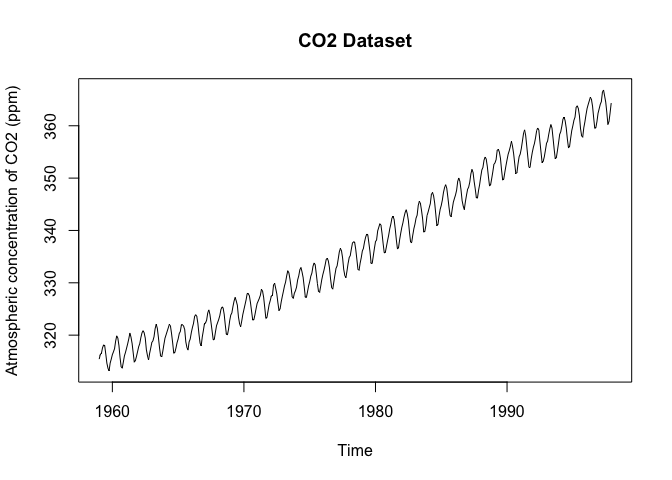 CO2 Dataset
Atmospheric concentration of CO2 (ppm)
360
350
340
330
320
1960 1970 1980 1990
Time